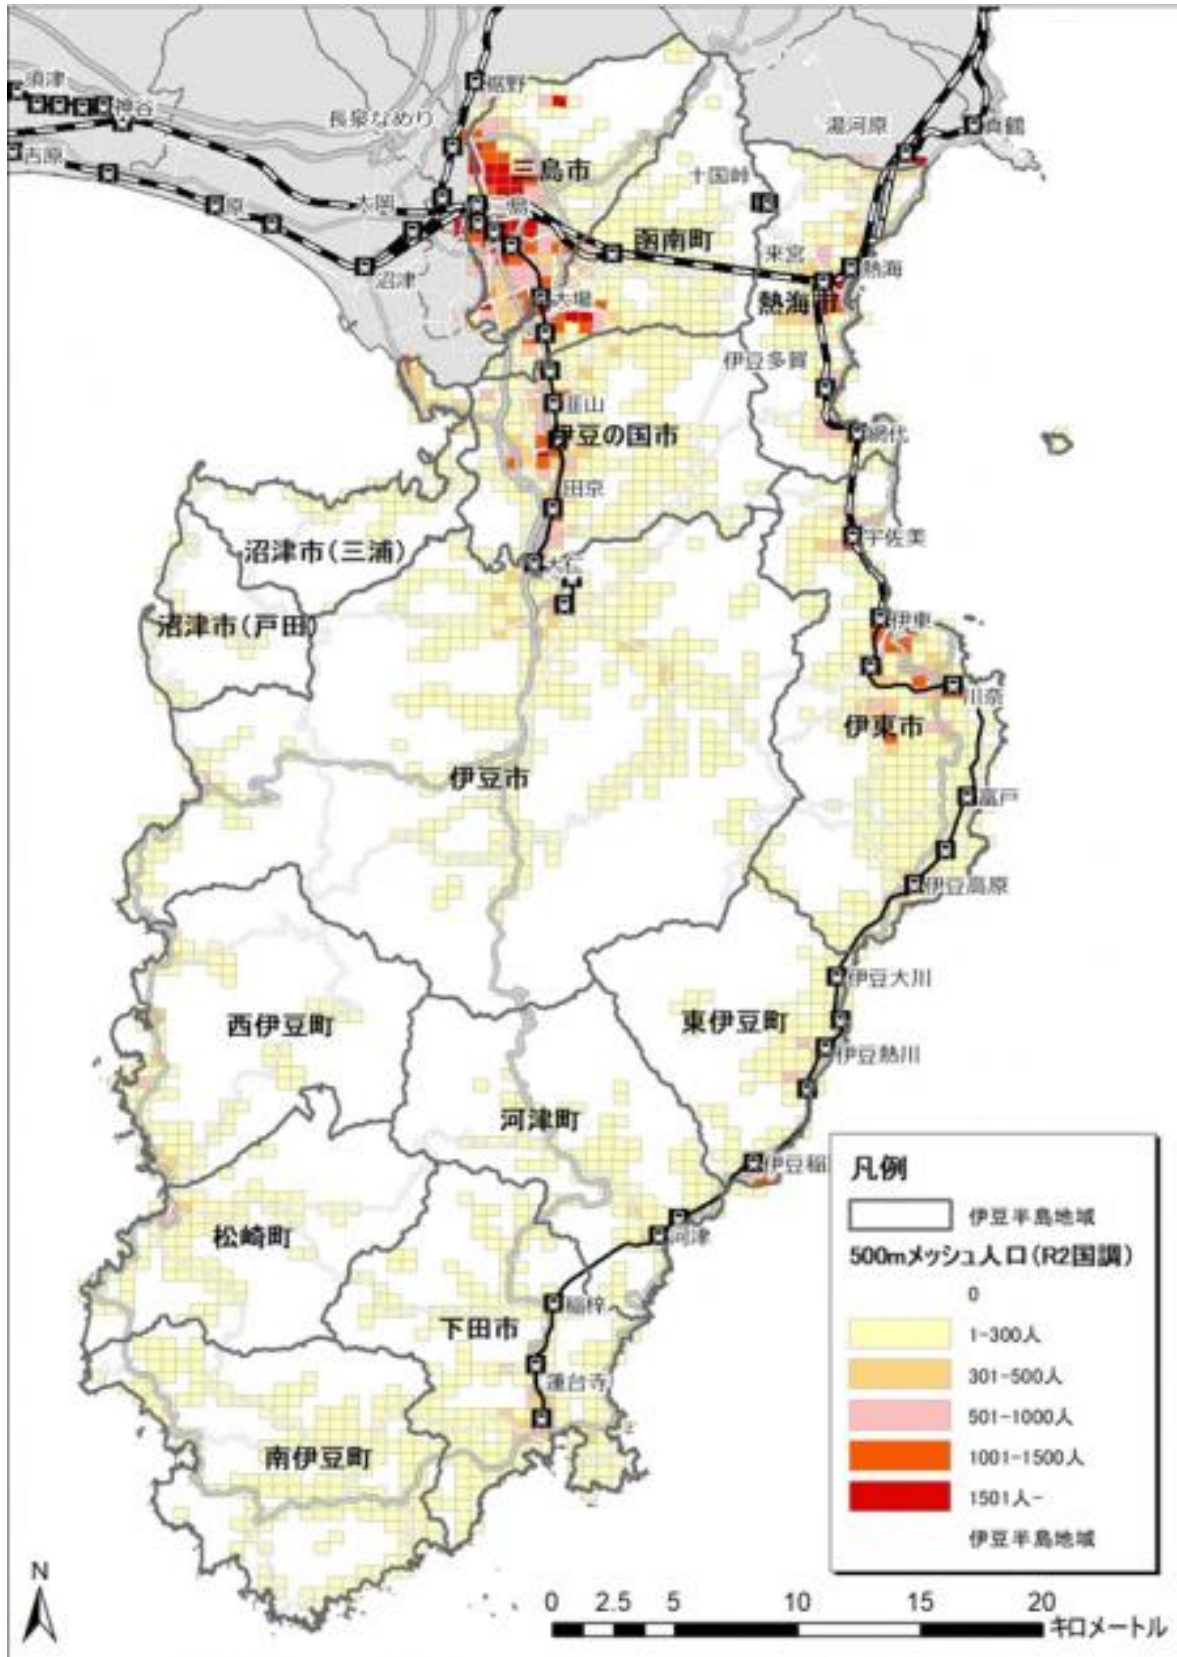 裾野
須津
神谷
長泉なめり
湯河原
真鶴
吉原
三島市
十国峠
大岡
原
三島
函南町
来宮
熱海
沼津
大場
熱海市
伊豆多賀
韮山
網代
伊豆の国市
田京
宇佐美
沼津市(三浦)
大仁
沼津市(戸田)
伊東
川奈
伊東市
伊豆市
富戸
伊豆高原
伊豆大川
西伊豆町
東伊豆町
伊豆熱川
河津町
伊豆稲
松崎町
河津
稲梓
下田市
蓮台寺
南伊豆町
凡例
伊豆半島地域
500mメッシュ人口(R2国調)
0
1-300人
301-500人
501-1000人
1001-1500人
1501人-
伊豆半島地域
N
0 2.5 5 10 15 20
キロメートル